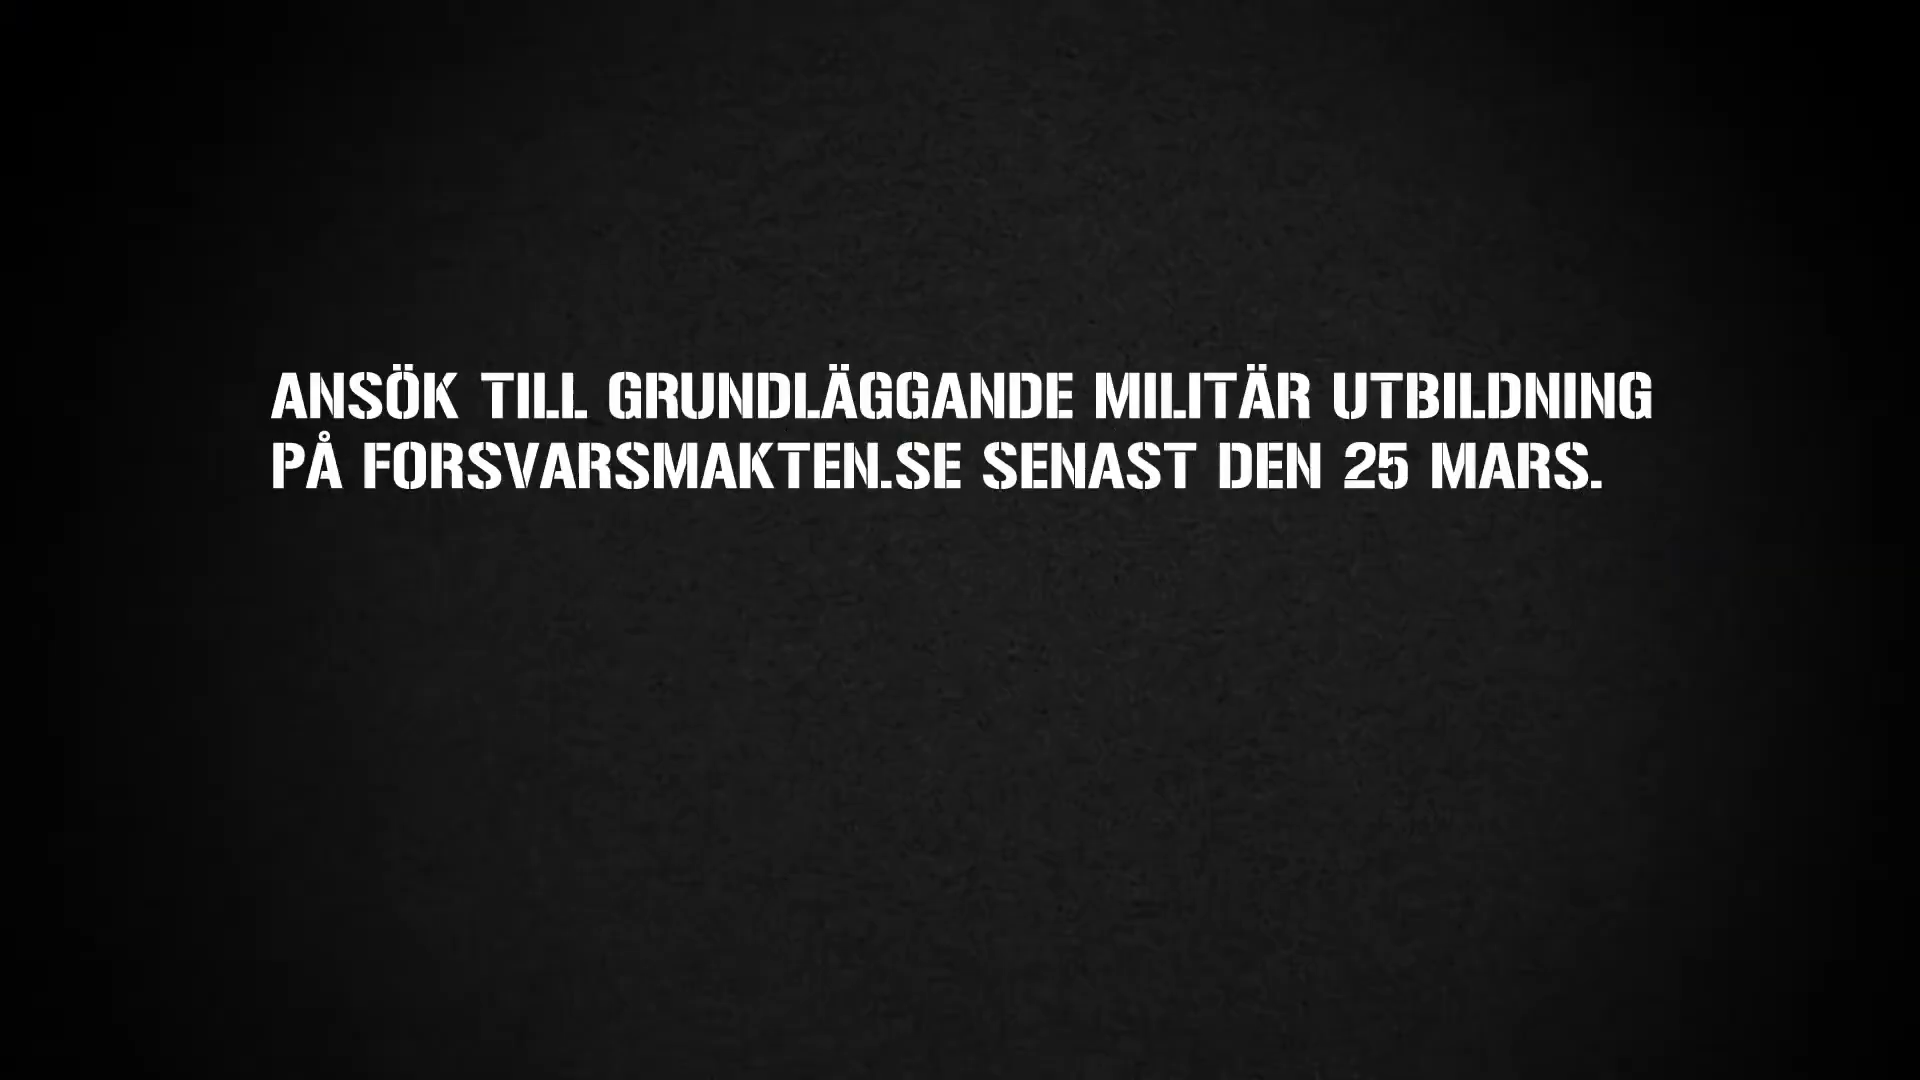 ANSÖK TILL GRUNDLÄGGANDE MILITÄR UTBILDNING
PÅ FORSVARSMAKTEN.SE SENAST DEN 25 MARS.